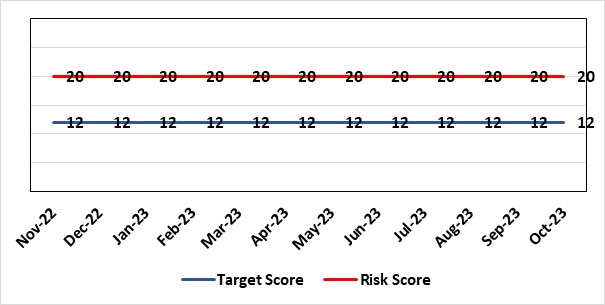 20 20 20 20 20 20 20 20 20 20 20 20
12 12 12 12 12 12 12 12 12 12 12 12
Nov-22 Dec-22 Jan-23 Feb-23 Mar-23 Apr-23 May-23 Jun-23 Jul-23 Aug-23 Sep-23 Oct-23
Target Score Risk Score